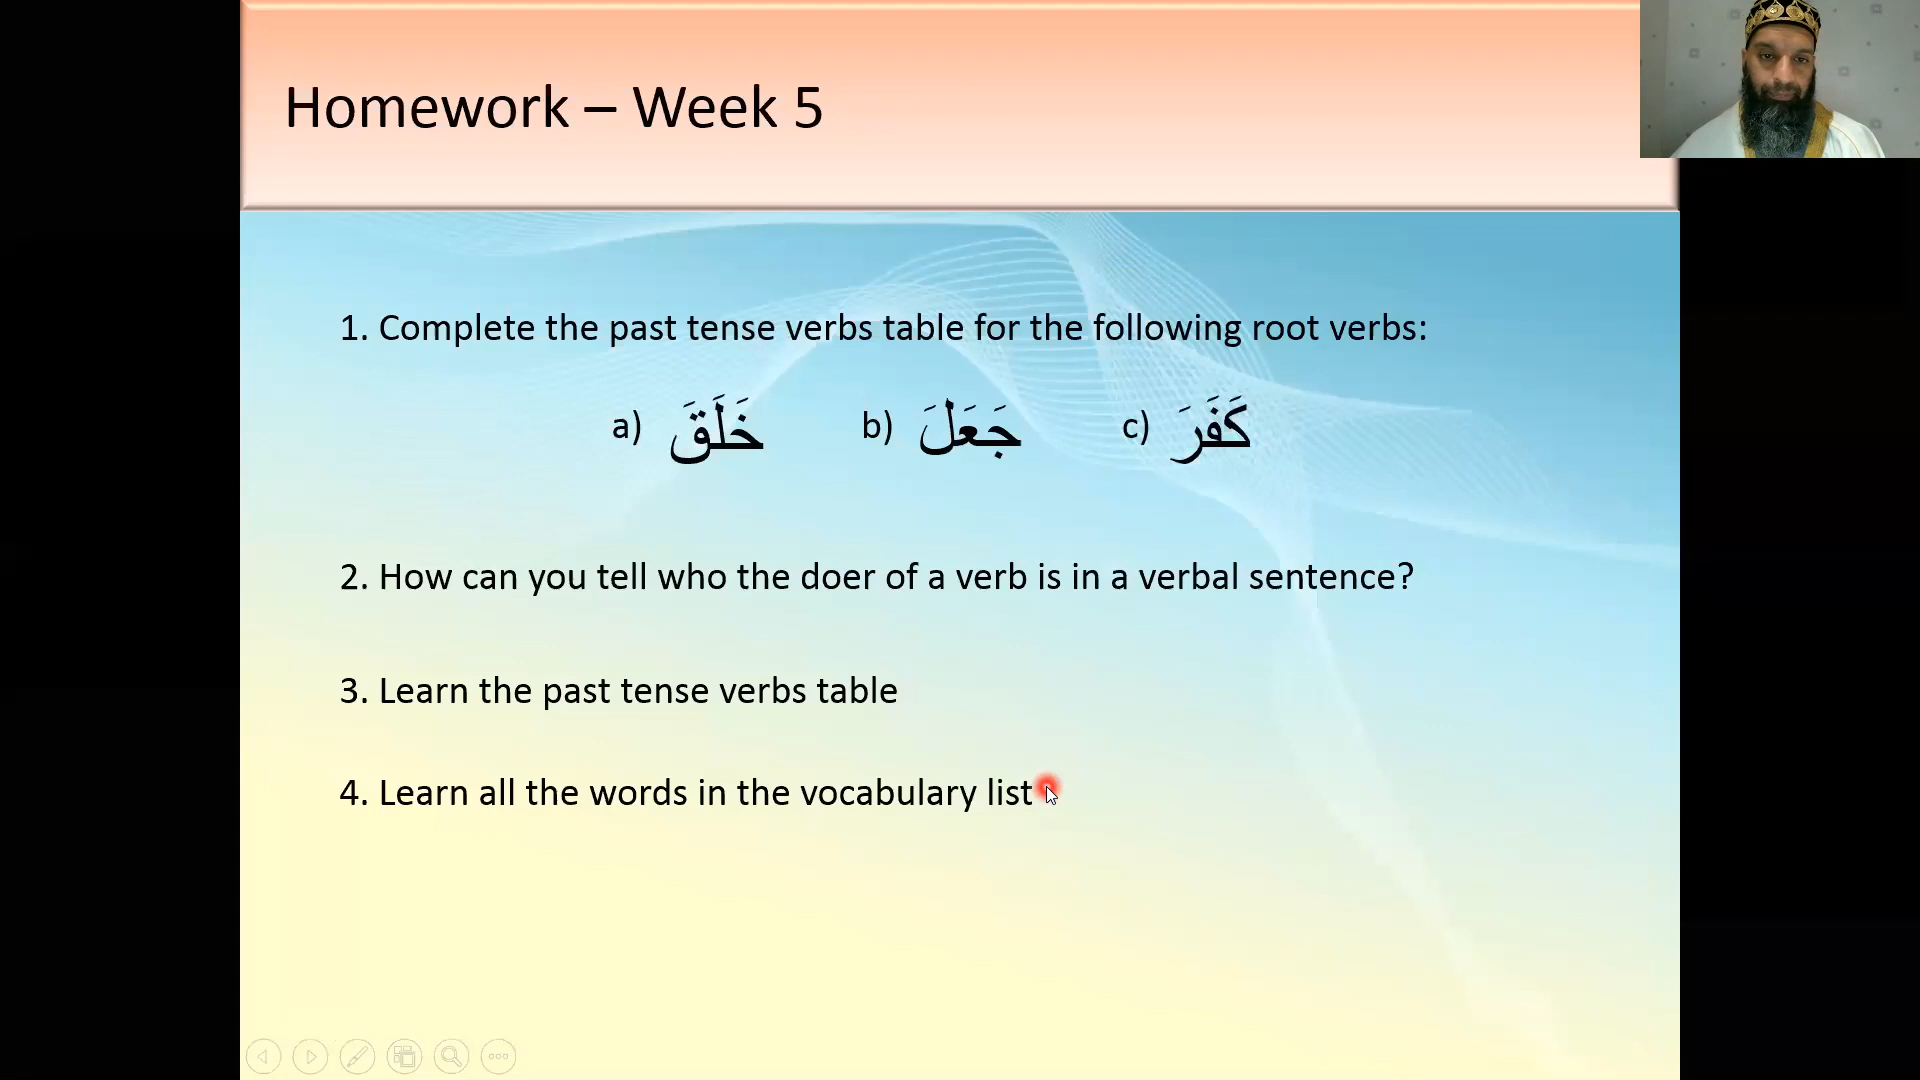 Homework – Week 5
1. Complete the past tense verbs table for the following root verbs:
a) خَلَقَ b) جَعَلَ c) كَفَرَ
2. How can you tell who the doer of a verb is in a verbal sentence?
3. Learn the past tense verbs table
4. Learn all the words in the vocabulary list